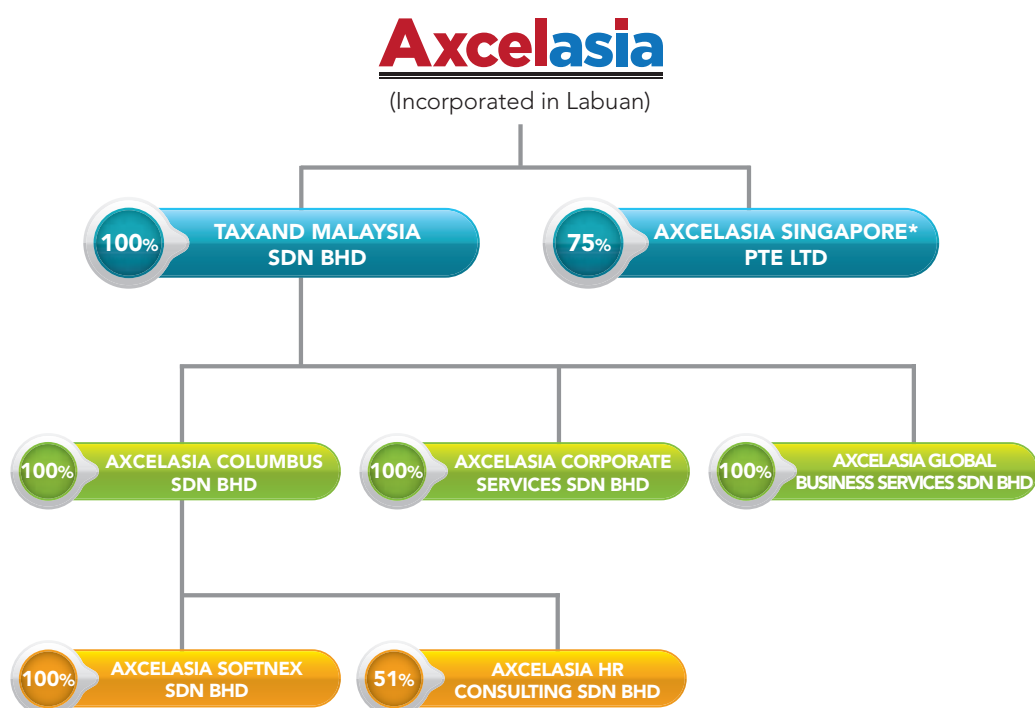 Axcelasia
(Incorporated in Labuan)
100%
TAXAND MALAYSIA
SDN BHD
75%
AXCELASIA SINGAPORE*
PTE LTD
100%
AXCELASIA COLUMBUS
SDN BHD
100%
AXCELASIA CORPORATE
SERVICES SDN BHD
100%
AXCELASIA GLOBAL
BUSINESS SERVICES SDN BHD
100%
AXCELASIA SOFTNEX
SDN BHD
51%
AXCELASIA HR
CONSULTING SDN BHD